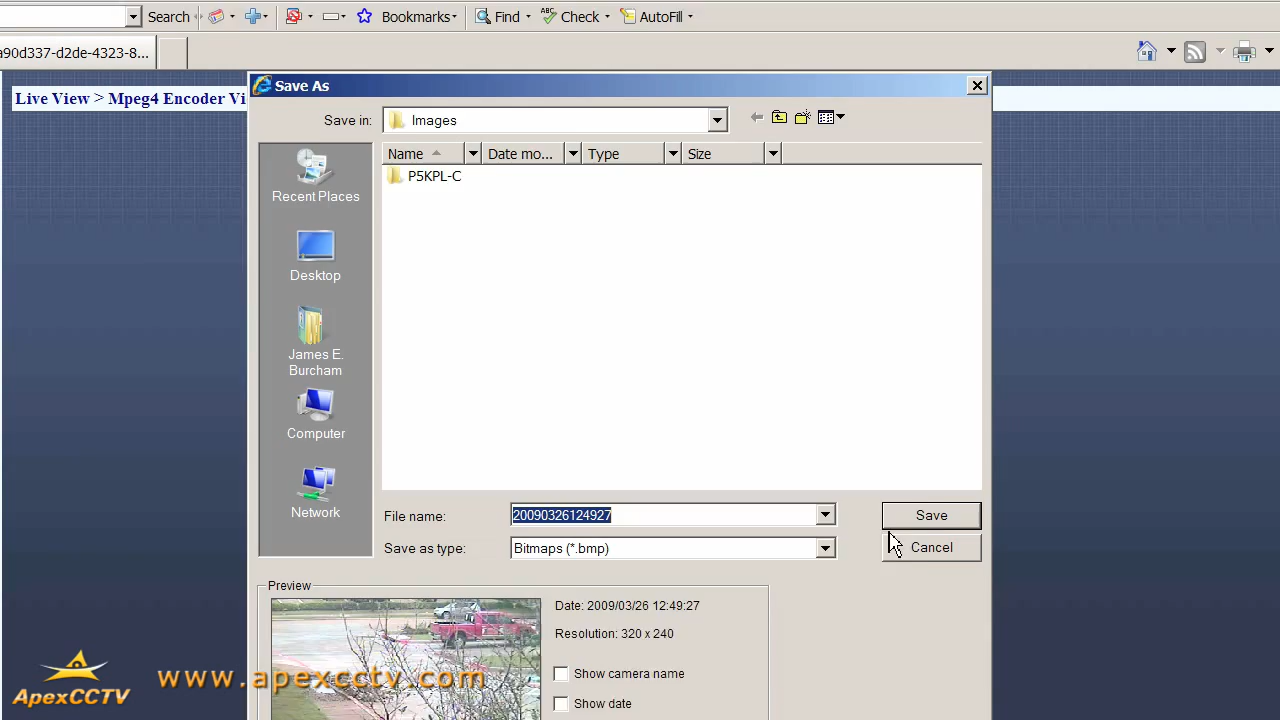 Search
Bookmarks
Find
Check
AutoFill
a90d337-d2de-4323-8...
Live View > Mpeg4 Encoder Vi
Save As
Save in:
Images
Name
Date mo...
Type
Size
P5KPL-C
Recent Places
Desktop
James E.
Burcham
Computer
Network
File name:
20090326124927
Save
Save as type:
Bitmaps (*.bmp)
Cancel
Preview
Date: 2009/03/26 12:49:27
Resolution: 320 x 240
Show camera name
Show date
ApexCCTV
www.apexcctv.com